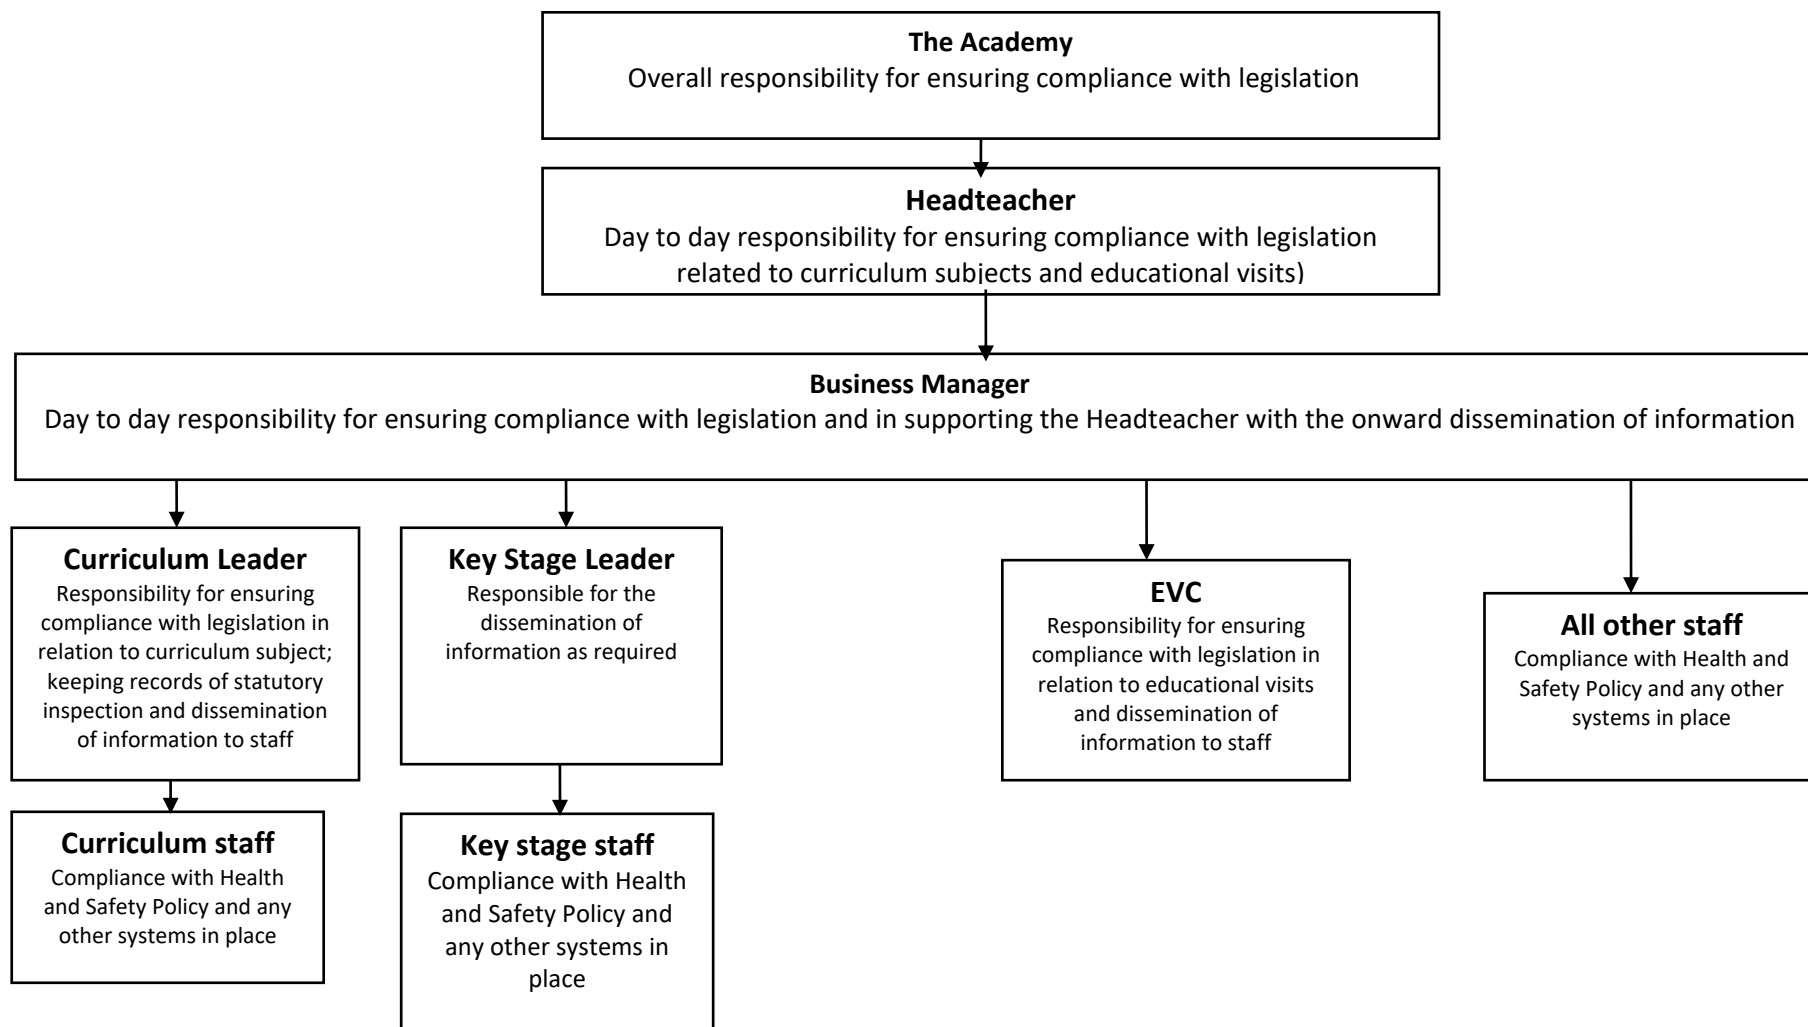 The Academy
Overall responsibility for ensuring compliance with legislation
Headteacher
Day to day responsibility for ensuring compliance with legislation
related to curriculum subjects and educational visits)
Business Manager
Day to day responsibility for ensuring compliance with legislation and in supporting the Headteacher with the onward dissemination of information
Curriculum Leader
Responsibility for ensuring
compliance with legislation in
relation to curriculum subject;
keeping records of statutory
inspection and dissemination
of information to staff
Key Stage Leader
Responsible for the
dissemination of
information as required
EVC
Responsibility for ensuring
compliance with legislation in
relation to educational visits
and dissemination of
information to staff
All other staff
Compliance with Health and
Safety Policy and any other
systems in place
Curriculum staff
Compliance with Health
and Safety Policy and any
other systems in place
Key stage staff
Compliance with Health
and Safety Policy and
any other systems in
place